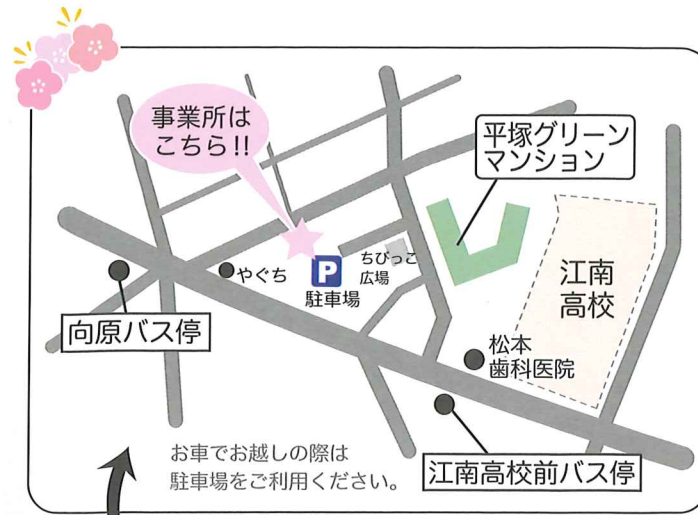 事業所は
こちら!!
平塚グリーン
マンション
江南
高校
ちびっこ
広場
やぐち
P
駐車場
向原バス停
松本
歯科医院
江南高校前バス停
お車でお越しの際は
駐車場をご利用ください。